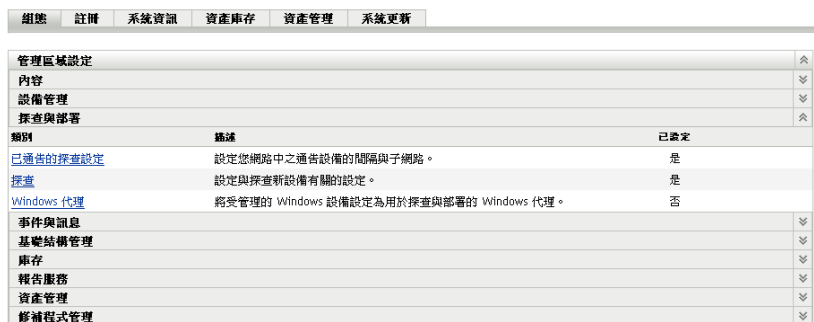 組態 註冊 系統資訊 資產庫存 資產管理 系統更新
管理區域設定
內容
設備管理
探查與部署
類別 描述 已設定
已通告的探查設定 設定您網路中之通告設備的間隔與子網路。 是
探查 設定與探查新設備有關的設定。 是
Windows 代理 將受管理的 Windows 設備設定為用於探查與部署的 Windows 代理。 否
事件與訊息
基礎結構管理
庫存
報告服務
資產管理
修補程式管理